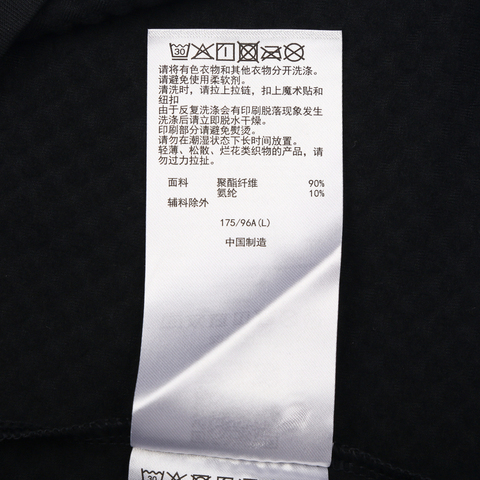 30
请将有色衣物和其他衣物分开洗涤。
请避免使用柔软剂。
清洗时，请拉上拉链，扣上魔术贴和
纽扣
由于反复洗涤会有印刷脱落现象发生
洗涤后请立即脱水干燥。
印刷部分请避免熨烫。
请勿在潮湿状态下长时间放置。
轻薄、松散、烂花类织物的产品，请
勿过力拉扯。
面料 聚酯纤维 90%
氨纶 10%
辅料除外
175/96A(L)
中国制造
30